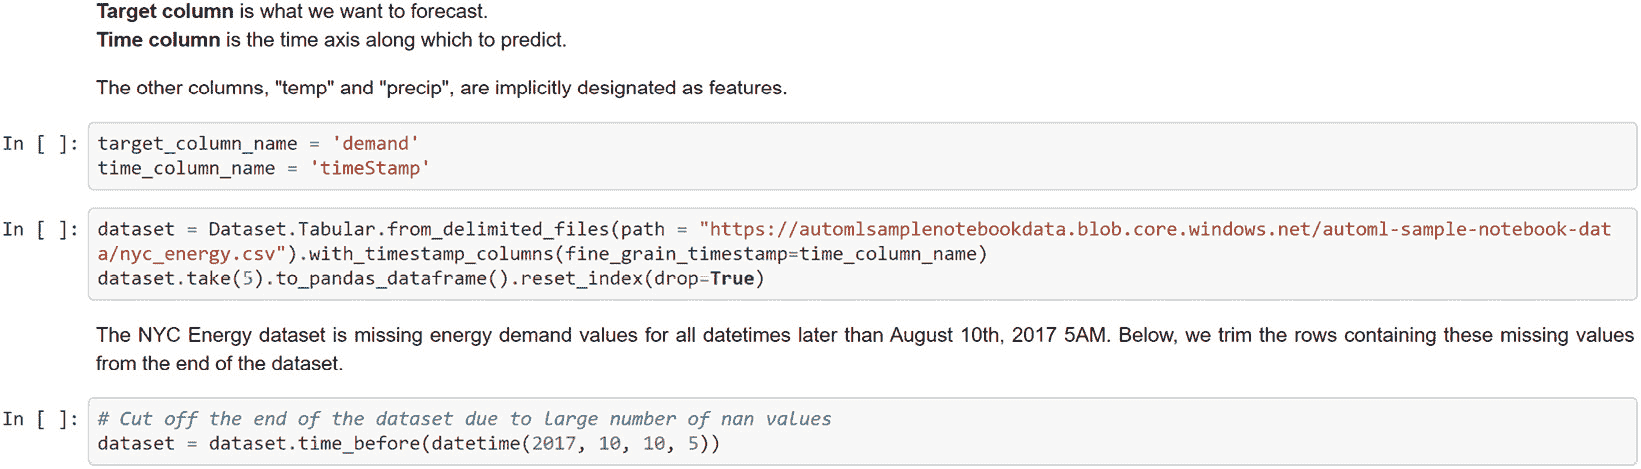 Target column is what we want to forecast.
Time column is the time axis along which to predict.
The other columns, "temp" and "precip", are implicitly designated as features.
In [ ]: target_column_name = 'demand'
time_column_name = 'timeStamp'
In [ ]: dataset = Dataset.Tabular.from_delimited_files(path = "https://automlsamplenotebookdata.blob.core.windows.net/automl-sample-notebook-dat
a/nyc_energy.csv").with_timestamp_columns(fine_grain_timestamp=time_column_name)
dataset.take(5).to_pandas_dataframe().reset_index(drop=True)
The NYC Energy dataset is missing energy demand values for all datetimes later than August 10th, 2017 5AM. Below, we trim the rows containing these missing values
from the end of the dataset.
In [ ]: # Cut off the end of the dataset due to large number of nan values
dataset = dataset.time_before(datetime(2017, 10, 10, 5))